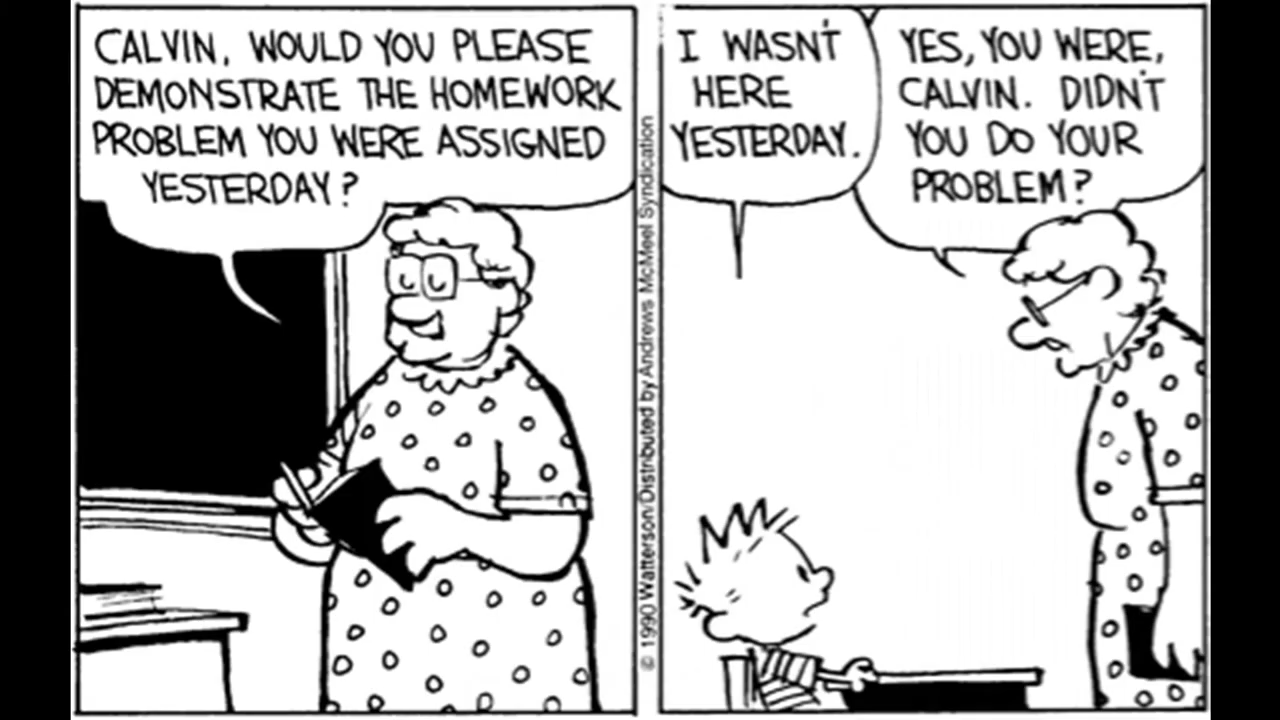 CALVIN, WOULD YOU PLEASE
DEMONSTRATE THE HOMEWORK
PROBLEM YOU WERE ASSIGNED
YESTERDAY?
© 1990 Watterson/Distributed by Andrews McMeel Syndication
I WASN'T
HERE
YESTERDAY.
YES, YOU WERE,
CALVIN. DIDN'T
YOU DO YOUR
PROBLEM?